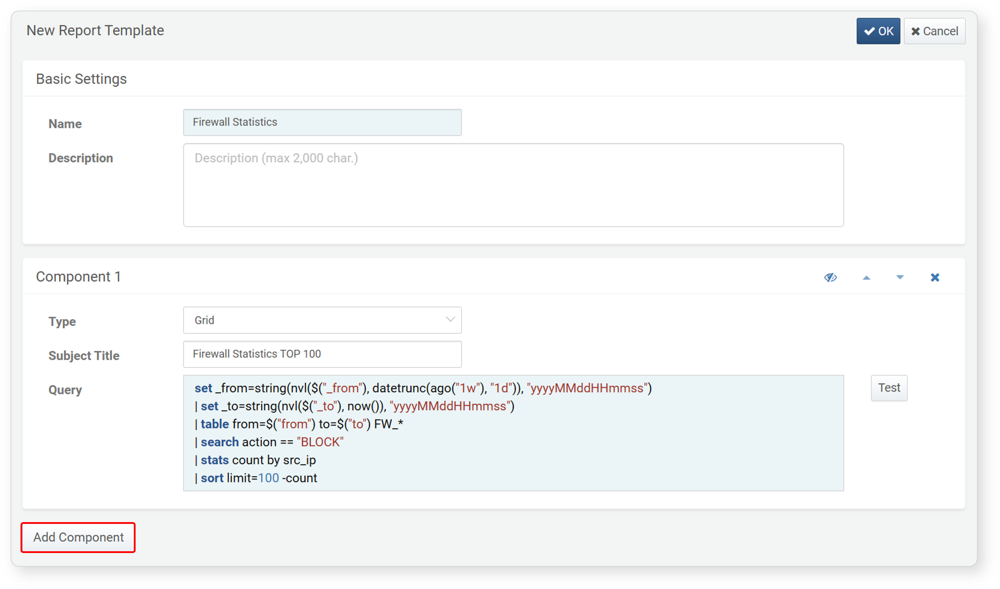 New Report Template
OK
Cancel
Basic Settings
Name
Firewall Statistics
Description
Description (max 2,000 char.)
Component 1
Type
Grid
Subject Title
Firewall Statistics TOP 100
Query
set _from=string(nvl($("_from"), datetrunc(ago("1w"), "1d")), "yyyyMMddHHmmss")
| set _to=string(nvl($("_to"), now()), "yyyyMMddHHmmss")
| table from=$("from") to=$("to") FW_*
| search action == "BLOCK"
| stats count by src_ip
| sort limit=100 -count
Test
Add Component